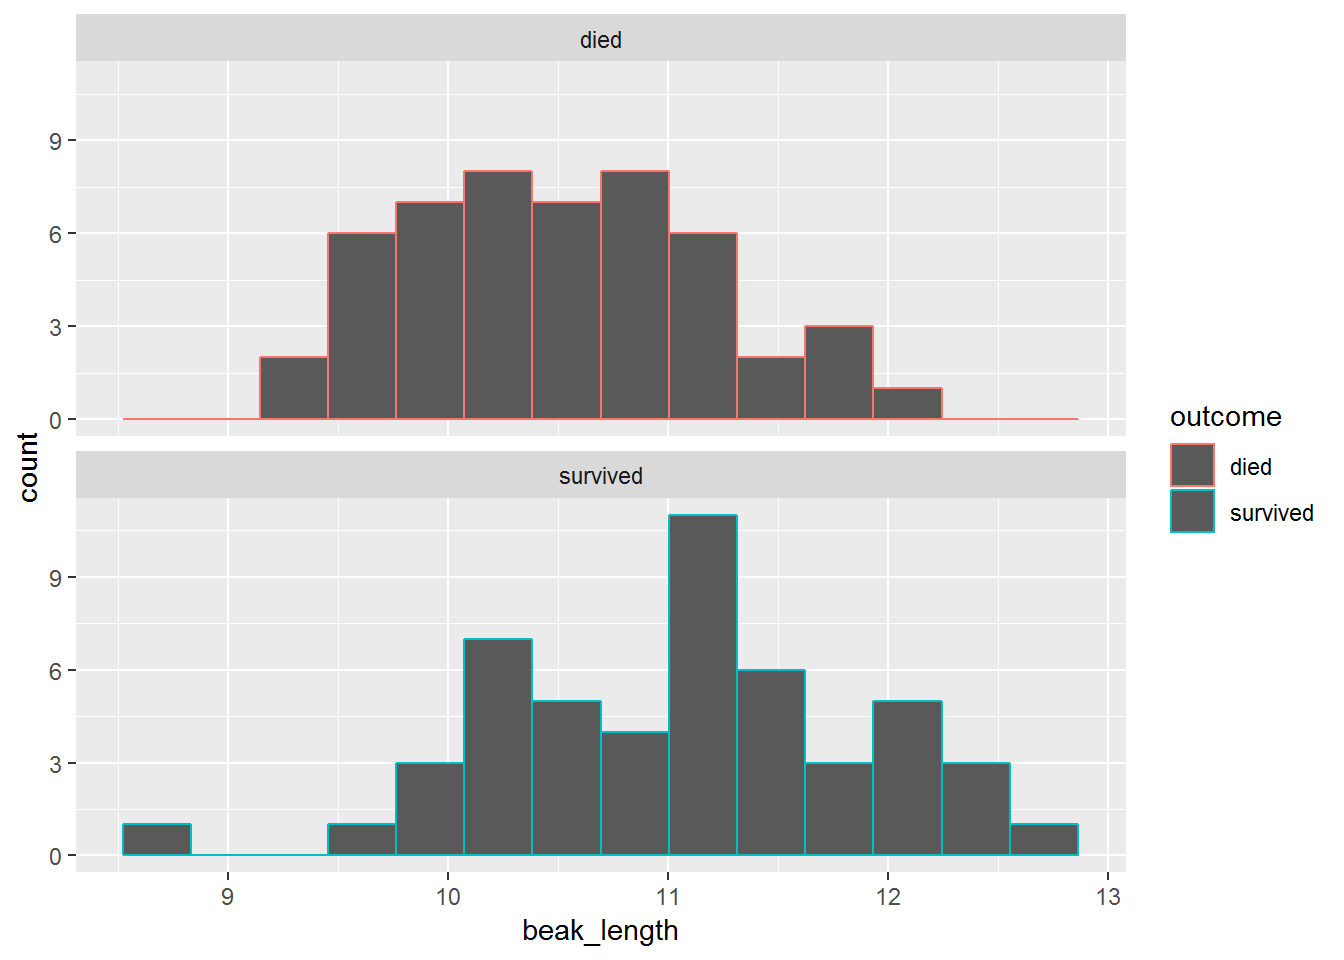 died
9
6
3
0
survived
9
6
3
0
9 10 11 12 13
beak_length
count
outcome
died
survived